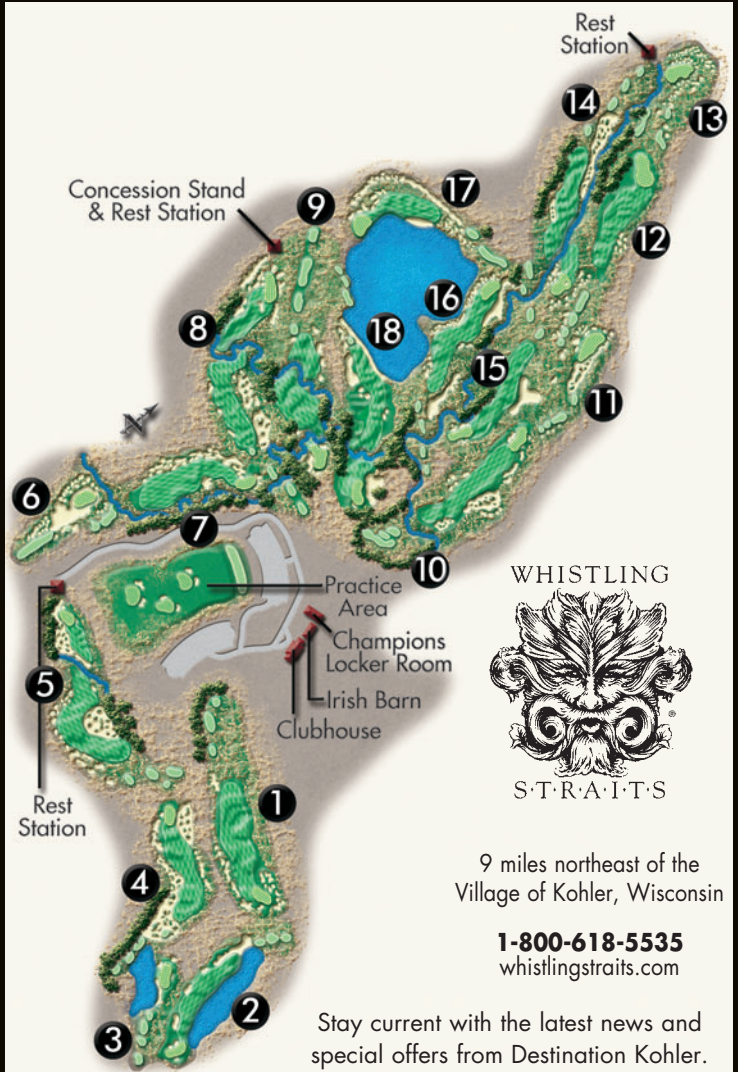 Rest
Station
14
13
Concession Stand
& Rest Station
9
17
12
16
8
18
15
11
N
6
7
10
Practice
Area
Champions
Locker Room
Irish Barn
Clubhouse
5
Rest
Station
1
4
2
3
WHISTLING
®
S·T·R·A·I·T·S
9 miles northeast of the
Village of Kohler, Wisconsin
1-800-618-5535
whistlingstraits.com
Stay current with the latest news and
special offers from Destination Kohler.